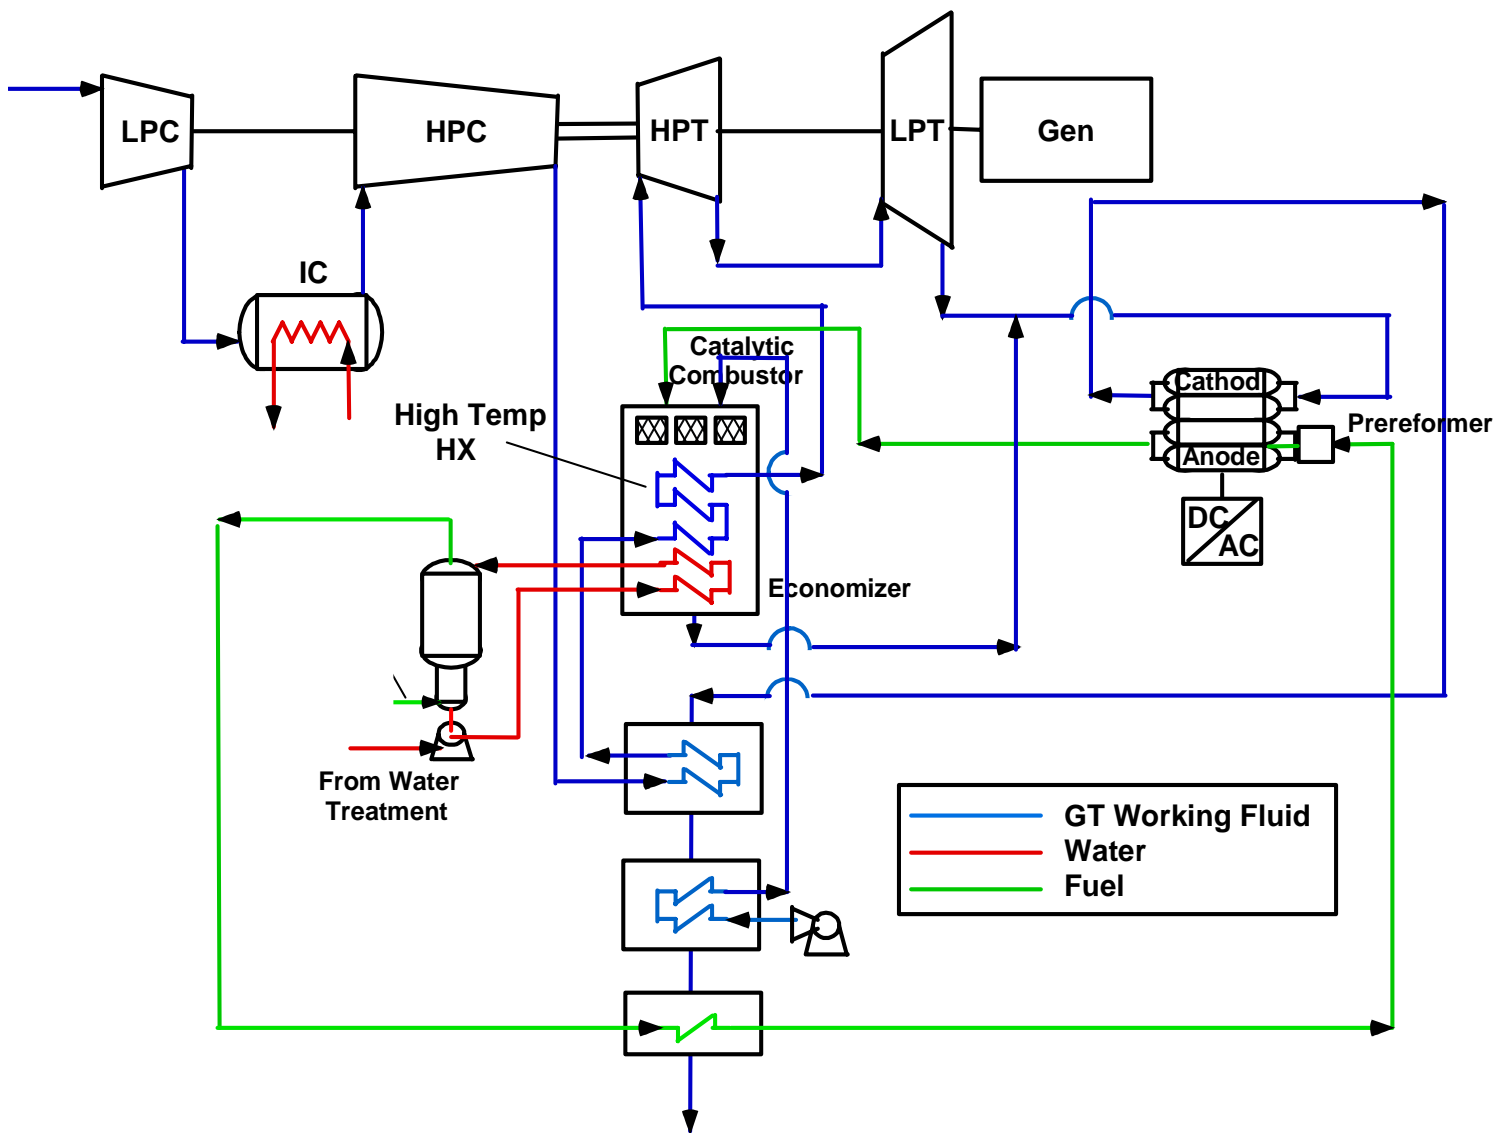 LPC
HPC
HPT
LPT
Gen
IC
Catalytic
Combustor
High Temp
HX
Cathod
Prereformer
Anode
DC
AC
Economizer
From Water
Treatment
GT Working Fluid
Water
Fuel